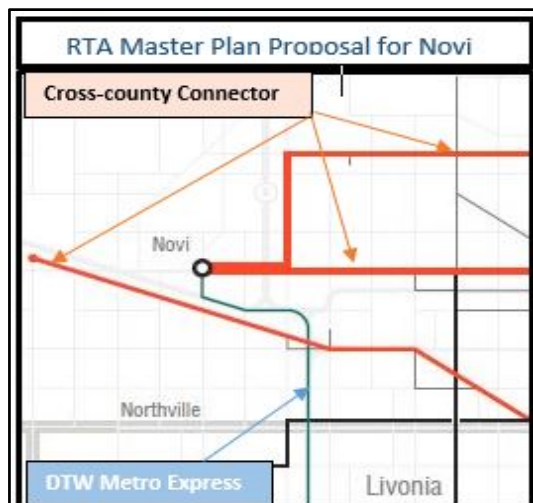 RTA Master Plan Proposal for Novi
Cross-county Connector
Novi
Northville
DTW Metro Express
Livonia